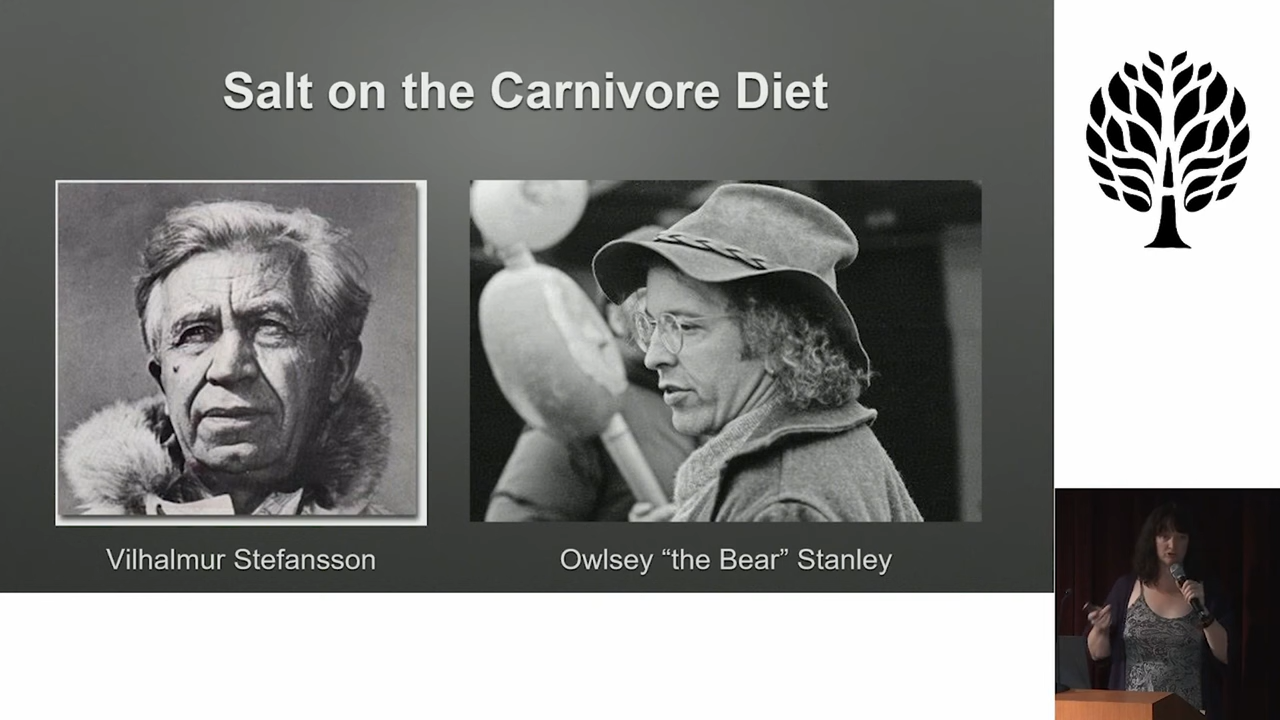 Salt on the Carnivore Diet
Vilhalmur Stefansson
Owlsey “the Bear” Stanley